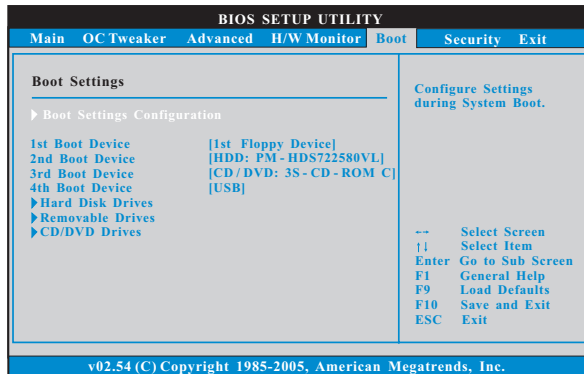 BIOS SETUP UTILITY
Main OC Tweaker Advanced H/W Monitor Boot Security Exit
Boot Settings
Boot Settings Configuration
1st Boot Device [1st Floppy Device]
2nd Boot Device [HDD: PM-HDS722580VL]
3rd Boot Device [CD/DVD: 3S-CD-ROM C]
4th Boot Device [USB]
Hard Disk Drives
Removable Drives
CD/DVD Drives
Configure Settings
during System Boot.
←→ Select Screen
↑↓ Select Item
Enter Go to Sub Screen
F1 General Help
F9 Load Defaults
F10 Save and Exit
ESC Exit
v02.54 (C) Copyright 1985-2005, American Megatrends, Inc.